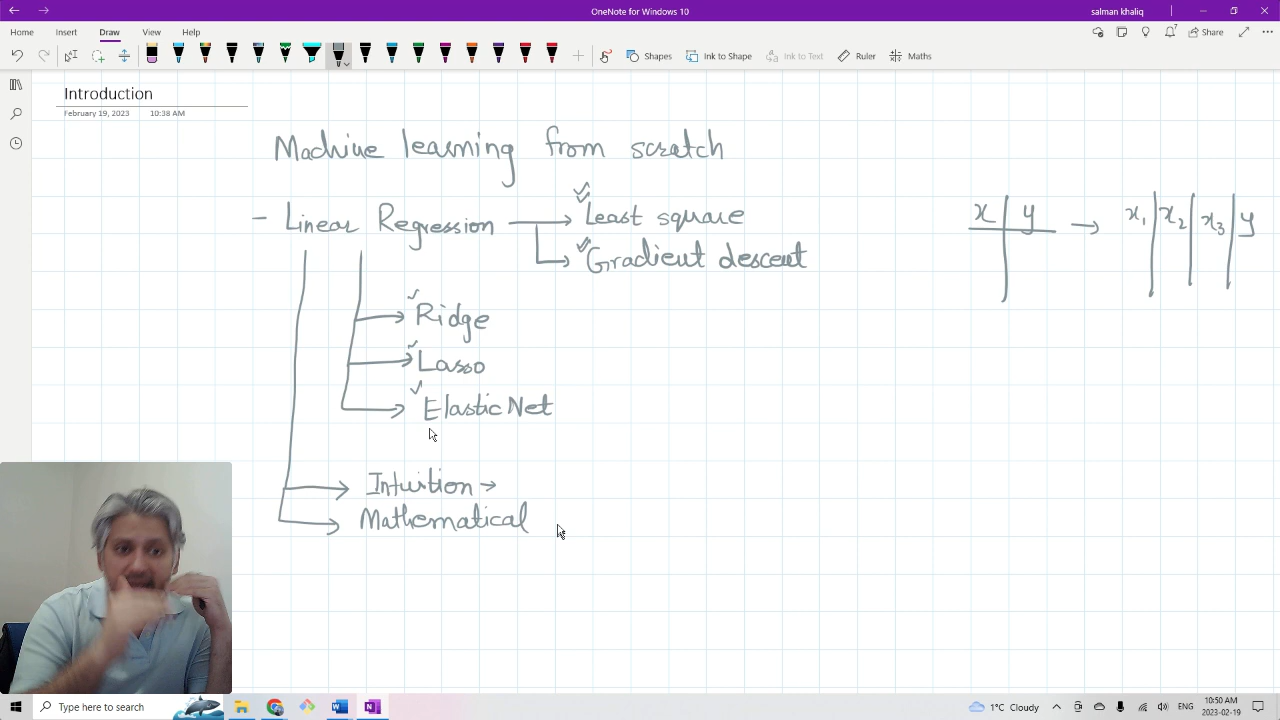 OneNote for Windows 10
salman khaliq
Home Insert Draw View Help
Share
Shapes Ink to Shape Ink to Text Ruler Maths
Introduction
February 19, 2023 10:38 AM
Machine learning from scratch
- Linear Regression → Least square
→ Gradient descent
x y → x₁ x₂ x₃ y
→ Ridge
→ Lasso
→ Elastic Net
→ Intuition →
→ Mathematical
Type here to search
1°C Cloudy
10:50 AM
2023-02-19